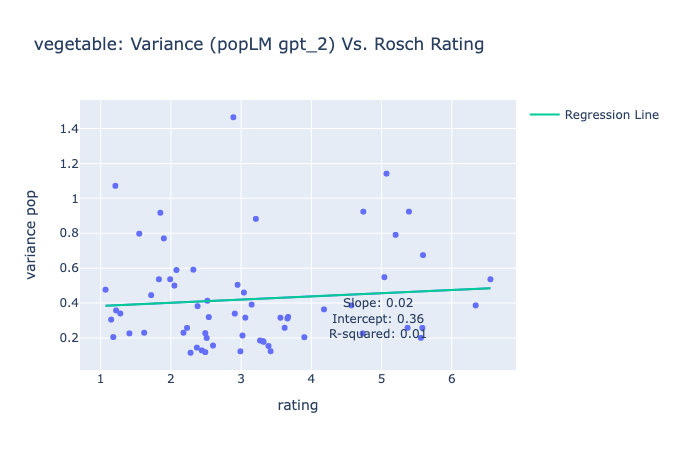 vegetable: Variance (popLM gpt_2) Vs. Rosch Rating
Regression Line
variance pop
1.4
1.2
1
0.8
0.6
0.4
0.2
Slope: 0.02
Intercept: 0.36
R-squared: 0.01
1 2 3 4 5 6
rating